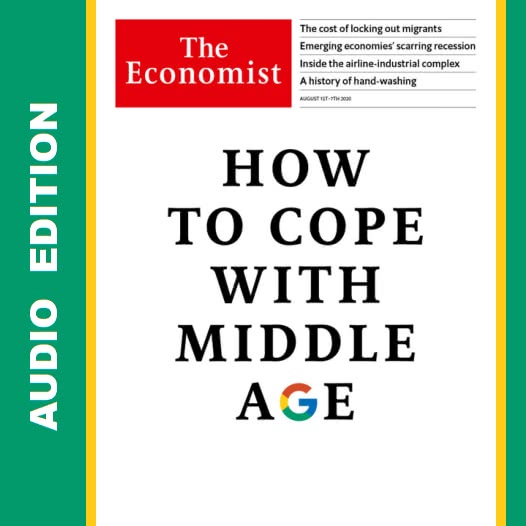 The
Economist
The cost of locking out migrants
Emerging economies' scarring recession
Inside the airline-industrial complex
A history of hand-washing
AUGUST 1ST–7TH 2020
HOW
TO COPE
WITH
MIDDLE
AGE
AUDIO EDITION